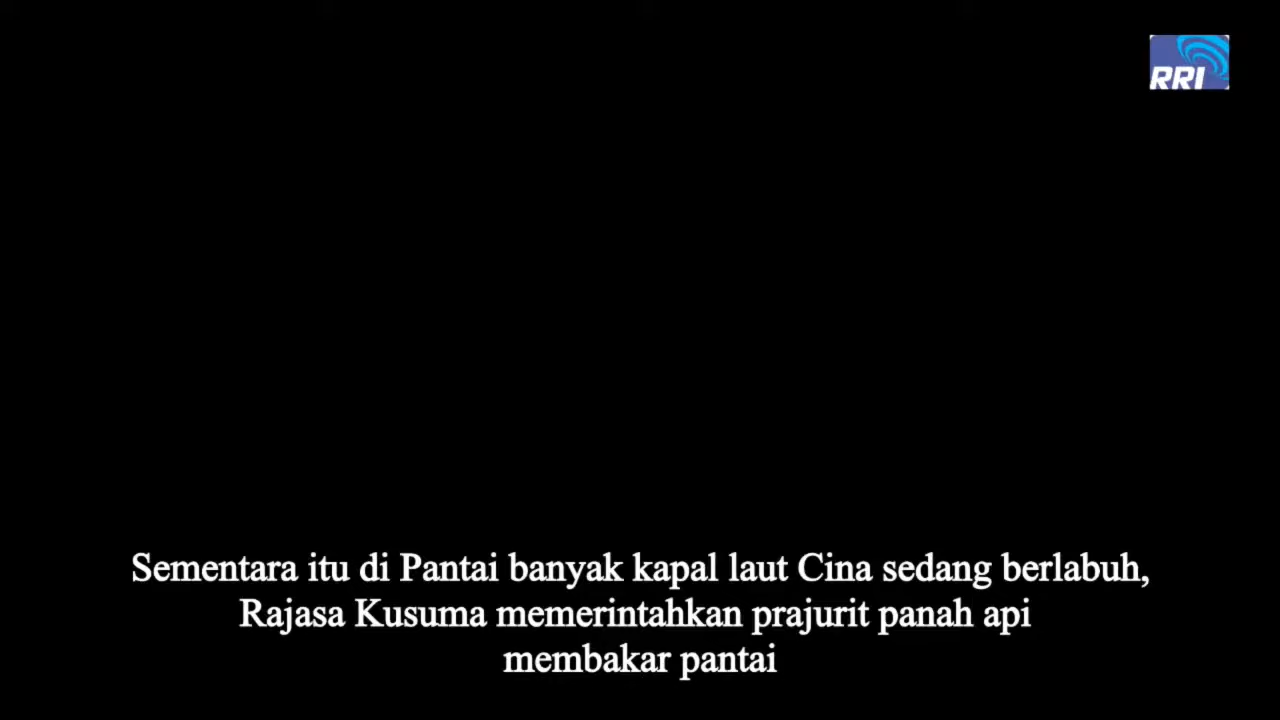 RRI
Sementara itu di Pantai banyak kapal laut Cina sedang berlabuh,
Rajasa Kusuma memerintahkan prajurit panah api
membakar pantai